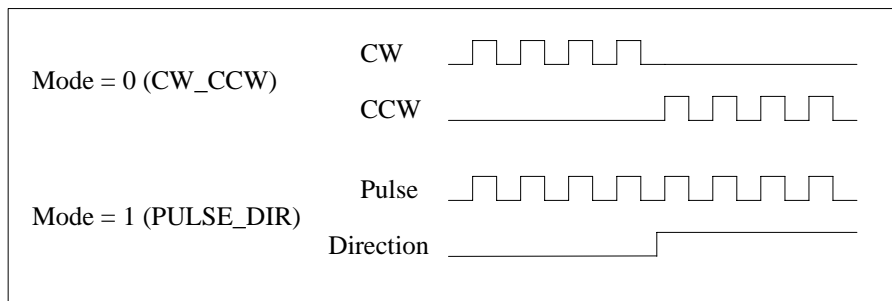 CW
Mode = 0 (CW_CCW)
CCW
Pulse
Mode = 1 (PULSE_DIR)
Direction